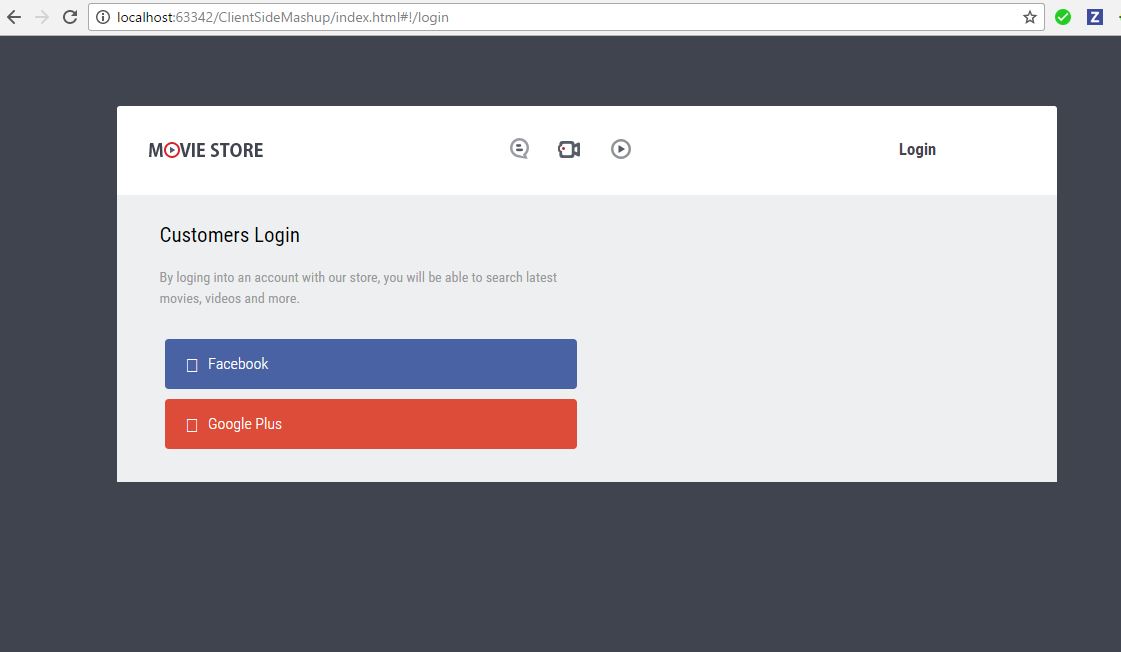 localhost:63342/ClientSideMashup/index.html#!/login
Z
MOVIE STORE
Login
Customers Login
By loging into an account with our store, you will be able to search latest
movies, videos and more.
Facebook
Google Plus